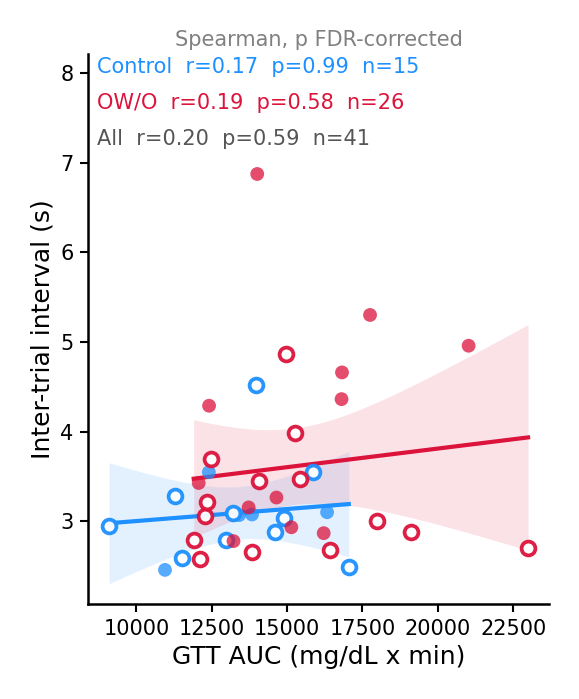 Spearman, p FDR-corrected
Control  r=0.17  p=0.99  n=15
OW/O  r=0.19  p=0.58  n=26
All  r=0.20  p=0.59  n=41
8
7
6
5
4
3
Inter-trial interval (s)
10000 12500 15000 17500 20000 22500
GTT AUC (mg/dL x min)